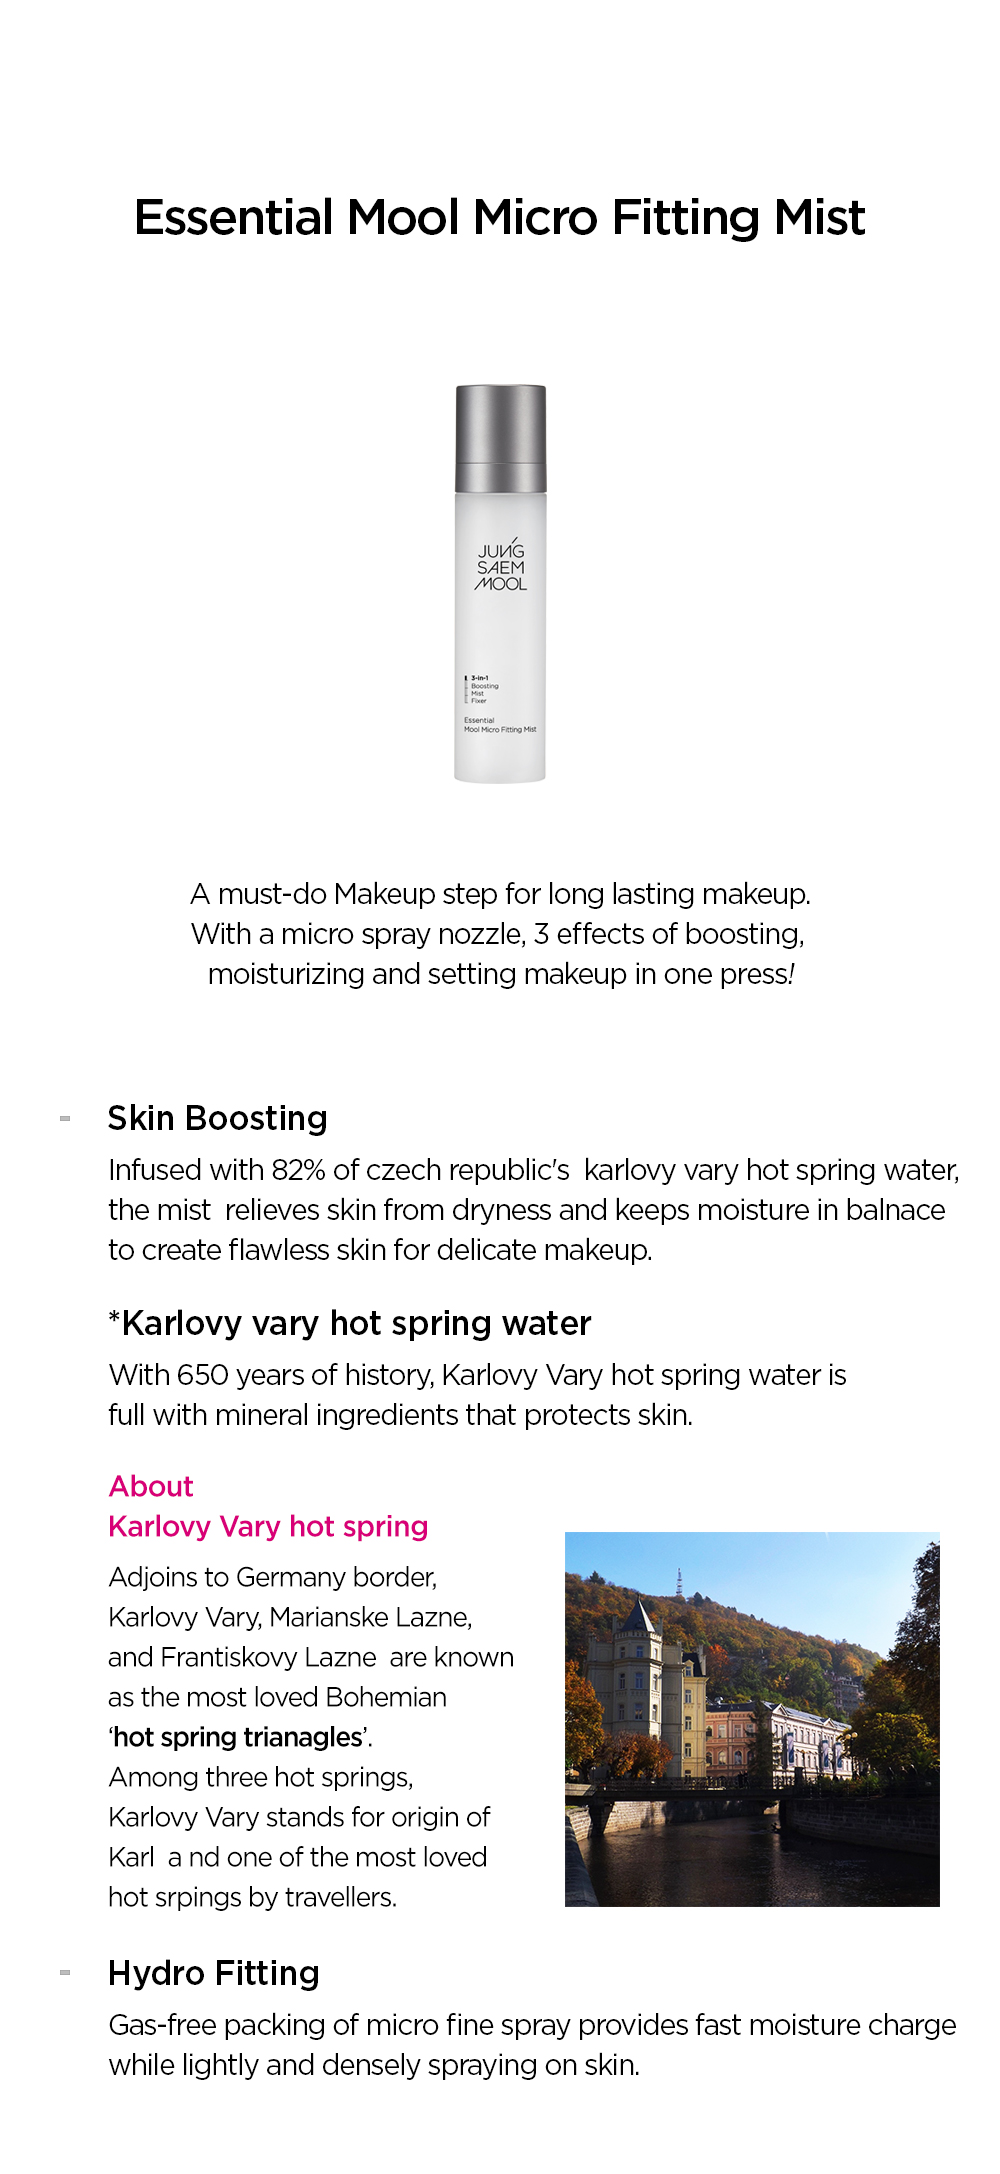 Essential Mool Micro Fitting Mist
JUNG
SAEM
MOOL
3-in-1
Boosting
Mist
Fixer
Essential
Mool Micro Fitting Mist
A must-do Makeup step for long lasting makeup.
With a micro spray nozzle, 3 effects of boosting,
moisturizing and setting makeup in one press!
- Skin Boosting
Infused with 82% of czech republic's karlovy vary hot spring water,
the mist relieves skin from dryness and keeps moisture in balnace
to create flawless skin for delicate makeup.
*Karlovy vary hot spring water
With 650 years of history, Karlovy Vary hot spring water is
full with mineral ingredients that protects skin.
About
Karlovy Vary hot spring
Adjoins to Germany border,
Karlovy Vary, Marianske Lazne,
and Frantiskovy Lazne are known
as the most loved Bohemian
‘hot spring trianagles’.
Among three hot springs,
Karlovy Vary stands for origin of
Karl a nd one of the most loved
hot srpings by travellers.
- Hydro Fitting
Gas-free packing of micro fine spray provides fast moisture charge
while lightly and densely spraying on skin.